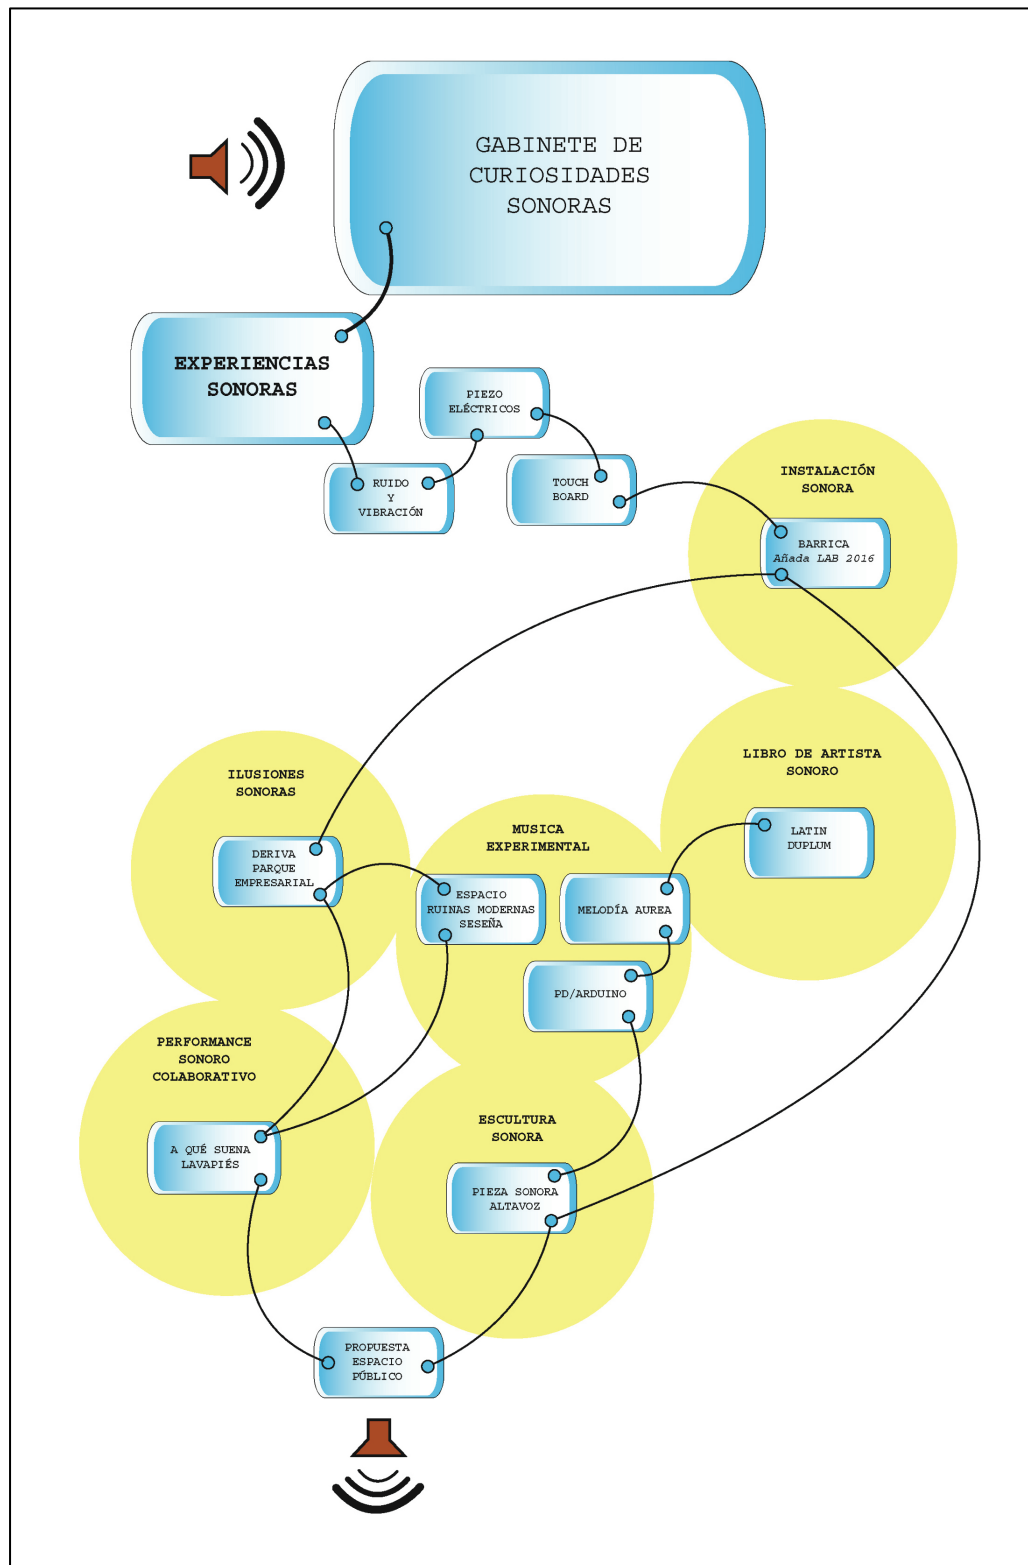 GABINETE DE
CURIOSIDADES
SONORAS
EXPERIENCIAS
SONORAS
PIEZO
ELÉCTRICOS
RUIDO
Y
VIBRACIÓN
TOUCH
BOARD
INSTALACIÓN
SONORA
BARRICA
Añada LAB 2016
LIBRO DE ARTISTA
SONORO
LATIN
DUPLUM
ILUSIONES
SONORAS
DERIVA
PARQUE
EMPRESARIAL
MUSICA
EXPERIMENTAL
ESPACIO
RUINAS MODERNAS
SESEÑA
MELODÍA AUREA
PD/ARDUINO
PERFORMANCE
SONORO
COLABORATIVO
A QUÉ SUENA
LAVAPIÉS
ESCULTURA
SONORA
PIEZA SONORA
ALTAVOZ
PROPUESTA
ESPACIO
PÚBLICO